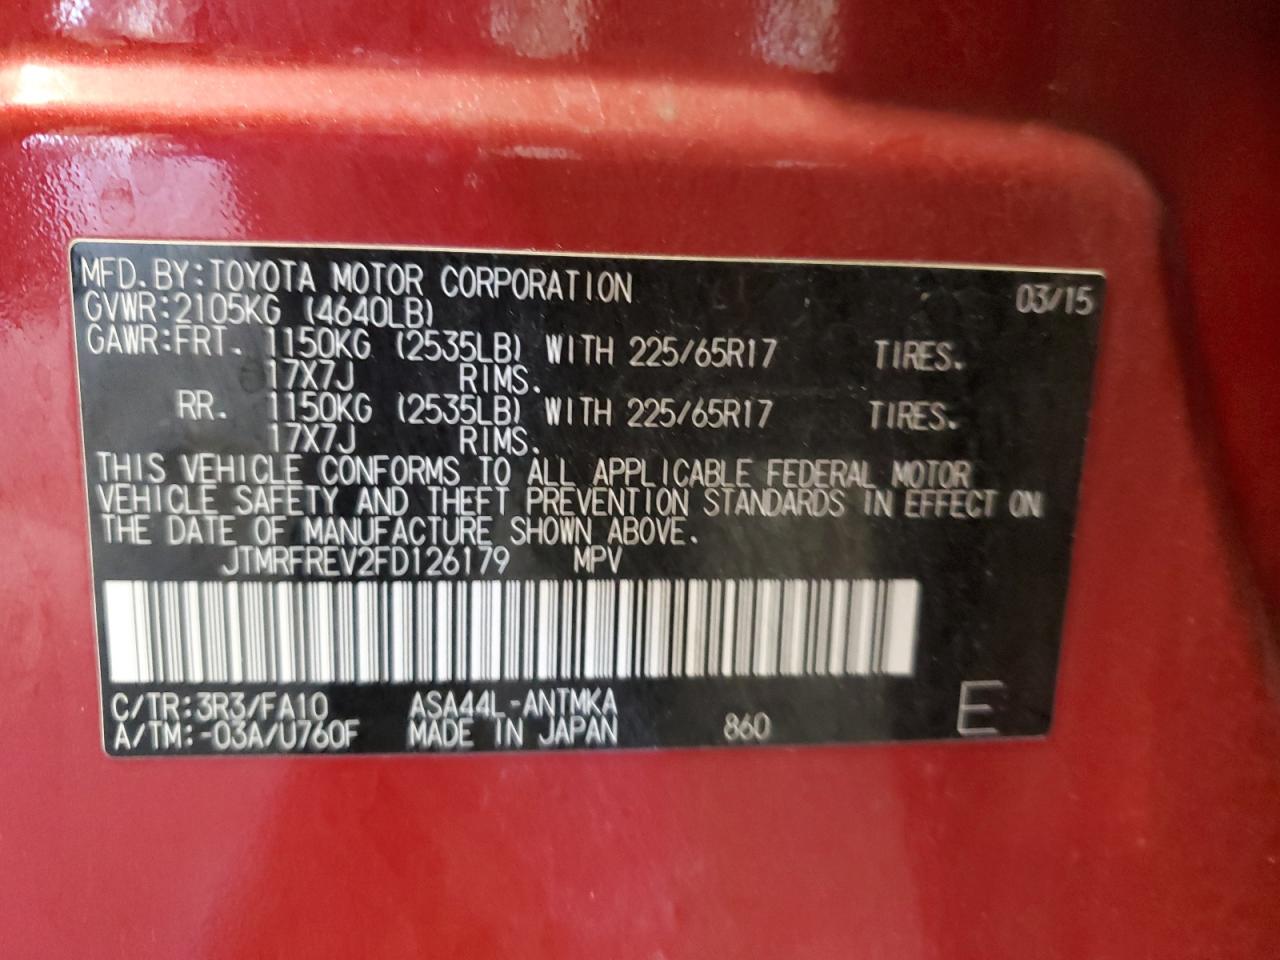 MFD. BY: TOYOTA MOTOR CORPORATION 03/15
GVWR: 2105KG (4640LB)
GAWR: FRT. 1150KG (2535LB) WITH 225/65R17 TIRES.
17X7J RIMS.
RR. 1150KG (2535LB) WITH 225/65R17 TIRES.
17X7J RIMS.
THIS VEHICLE CONFORMS TO ALL APPLICABLE FEDERAL MOTOR
VEHICLE SAFETY AND THEFT PREVENTION STANDARDS IN EFFECT ON
THE DATE OF MANUFACTURE SHOWN ABOVE.
JTMRFREV2FD126179 MPV
C/TR: 3R3/FA10 ASA44L-ANTMKA
A/TM: -03A/U760F MADE IN JAPAN 860 E